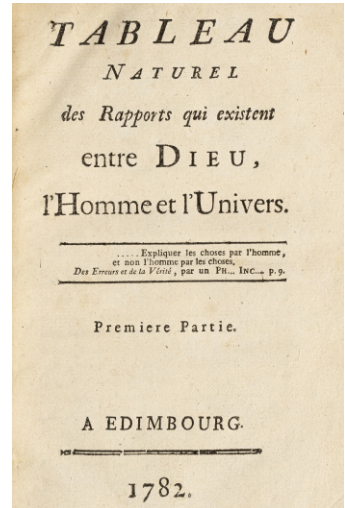 TABLEAU
NATUREL
des Rapports qui existent
entre DIEU,
l'Homme et l'Univers.
..... Expliquer les choses par l'homme,
et non l'homme par les choses.
Des Erreurs et de la Vérité, par un PH... INC... p. 9.
Premiere Partie.
A EDIMBOURG.
1782.